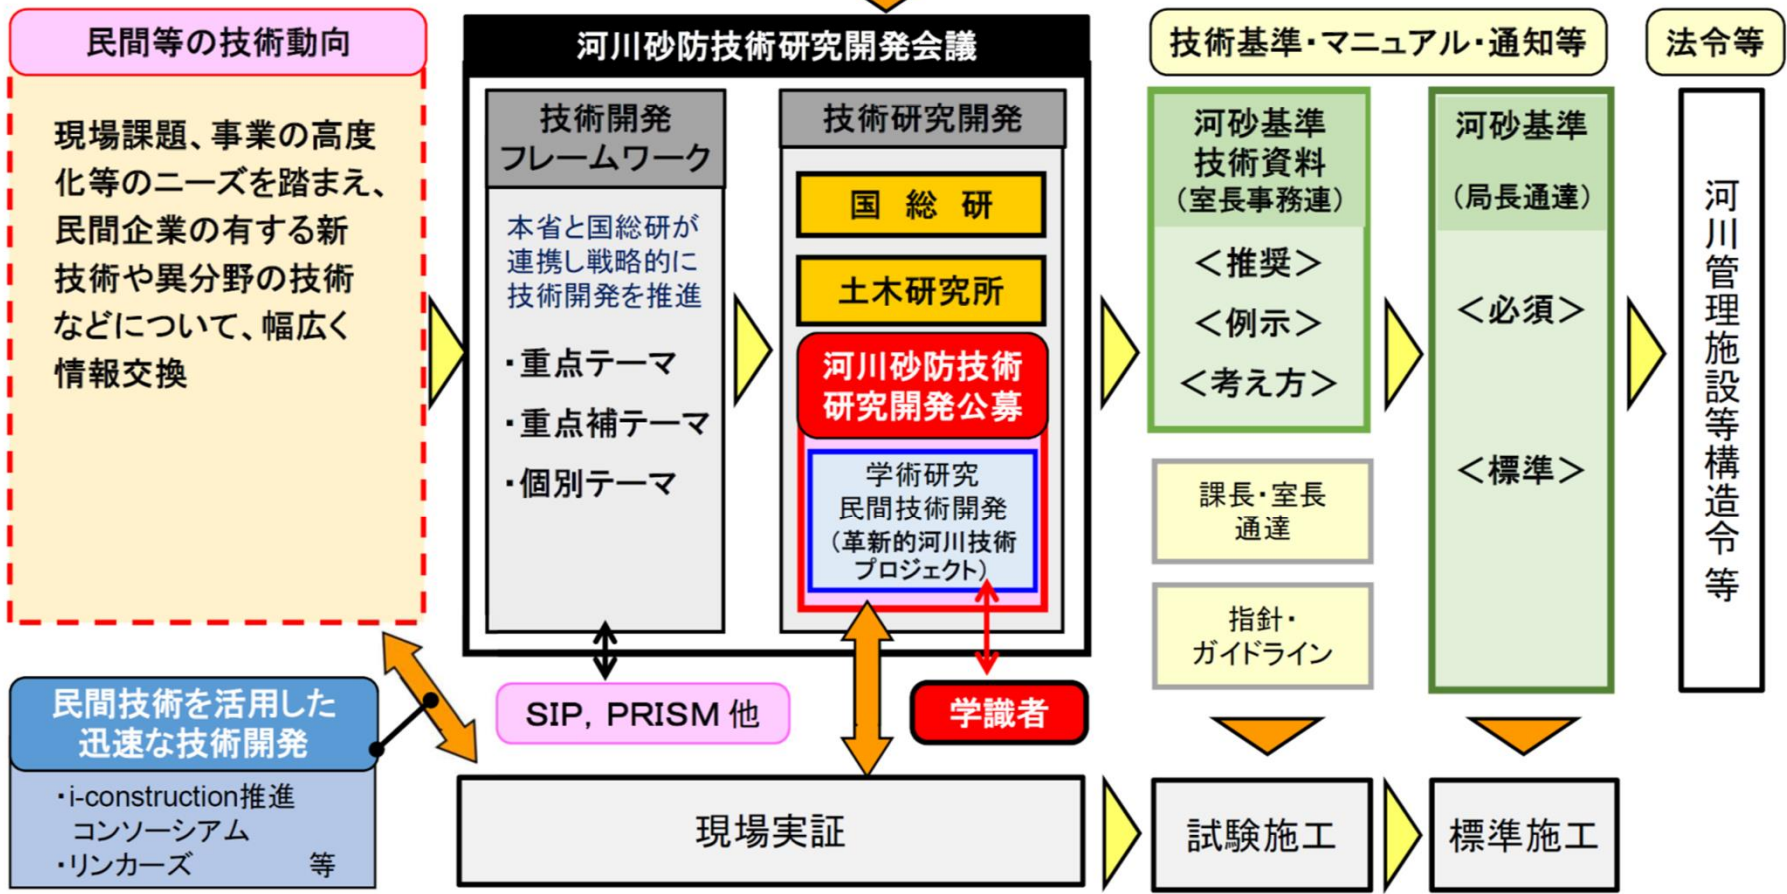 民間等の技術動向
現場課題、事業の高度
化等のニーズを踏まえ、
民間企業の有する新
技術や異分野の技術
などについて、幅広く
情報交換
民間技術を活用した
迅速な技術開発
・i-construction推進
コンソーシアム
・リンカーズ　　　　等
河川砂防技術研究開発会議
技術開発
フレームワーク
本省と国総研が
連携し戦略的に
技術開発を推進
・重点テーマ
・重点補テーマ
・個別テーマ
技術研究開発
国 総 研
土木研究所
河川砂防技術
研究開発公募
学術研究
民間技術開発
（革新的河川技術
プロジェクト）
SIP，PRISM 他
学識者
現場実証
技術基準・マニュアル・通知等
河砂基準
技術資料
（室長事務連）
＜推奨＞
＜例示＞
＜考え方＞
課長・室長
通達
指針・
ガイドライン
河砂基準
（局長通達）
＜必須＞
＜標準＞
試験施工
標準施工
法令等
河川管理施設等構造令 等